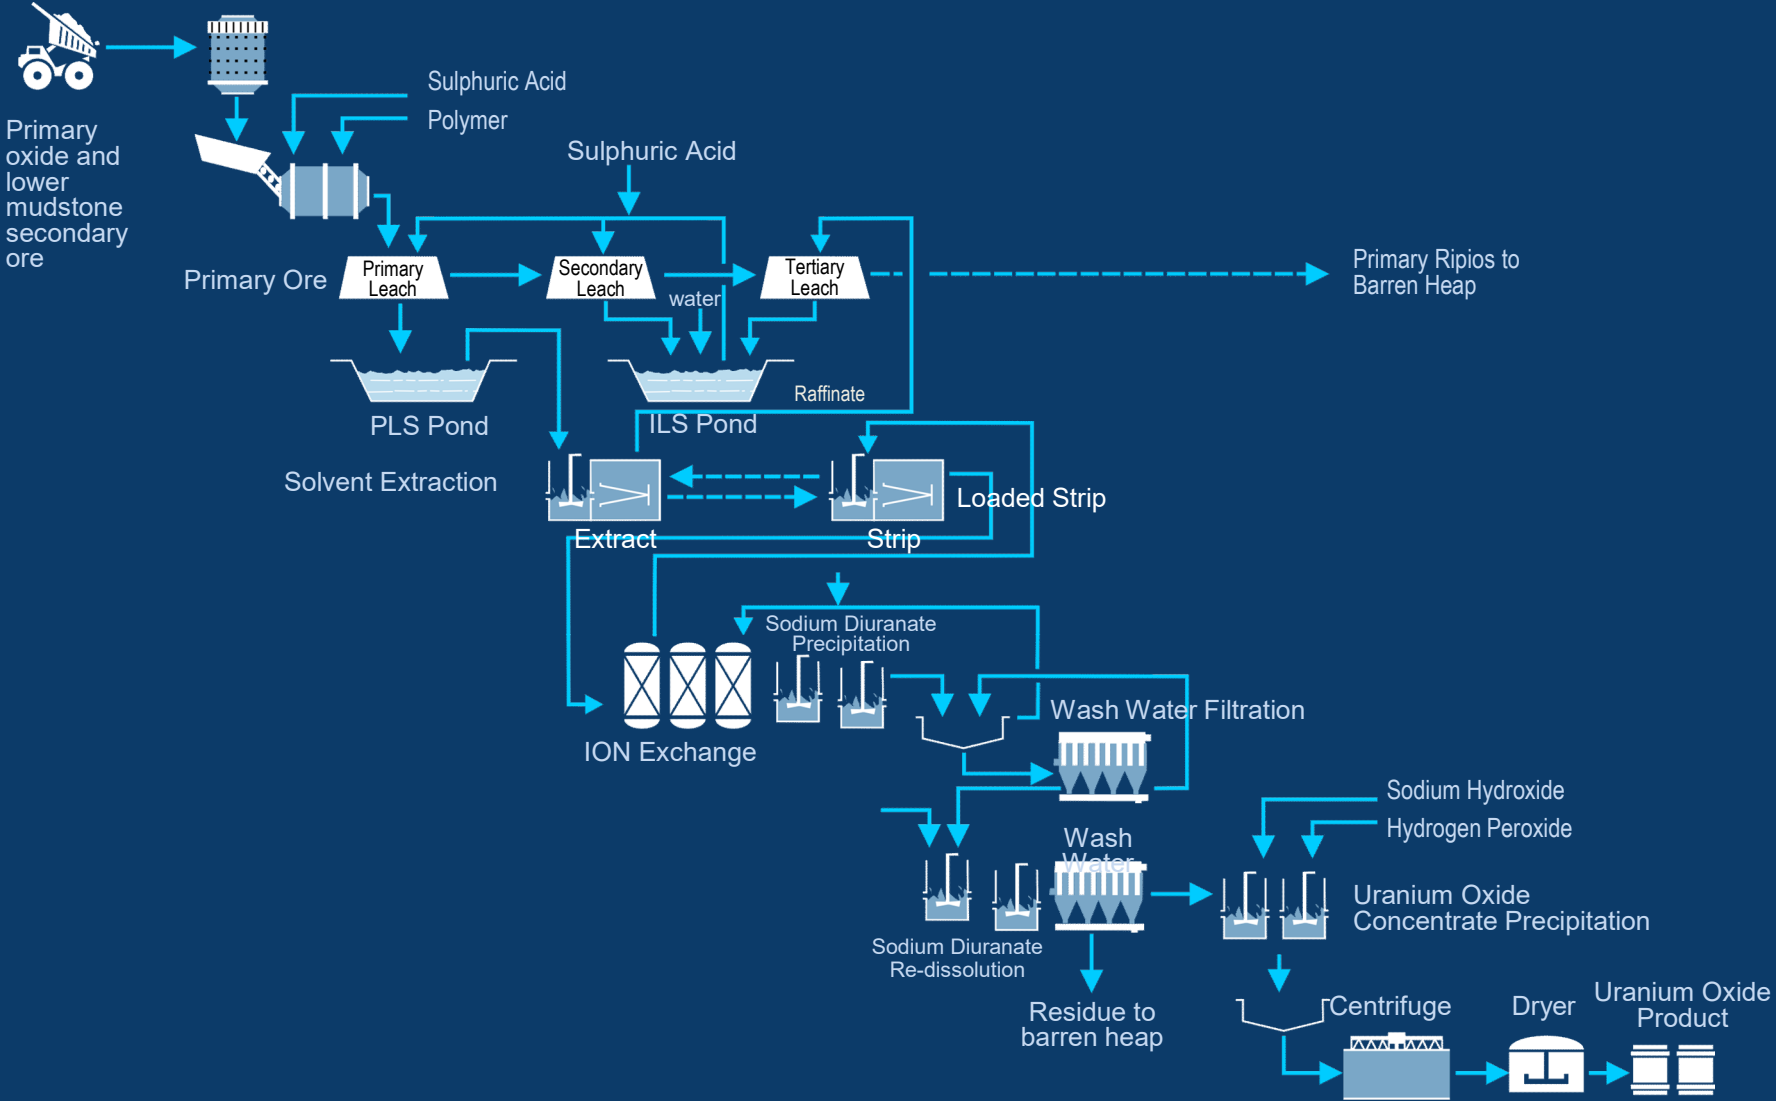 Sulphuric Acid
Polymer
Primary
oxide and
lower
mudstone
secondary
ore
Sulphuric Acid
Primary Ore
Primary
Leach
Secondary
Leach
Tertiary
Leach
water
Primary Ripios to
Barren Heap
Raffinate
PLS Pond
ILS Pond
Solvent Extraction
Extract
Strip
Loaded Strip
Sodium Diuranate
Precipitation
ION Exchange
Wash Water Filtration
Wash
Water
Sodium Hydroxide
Hydrogen Peroxide
Uranium Oxide
Concentrate Precipitation
Sodium Diuranate
Re-dissolution
Residue to
barren heap
Centrifuge
Dryer
Uranium Oxide
Product